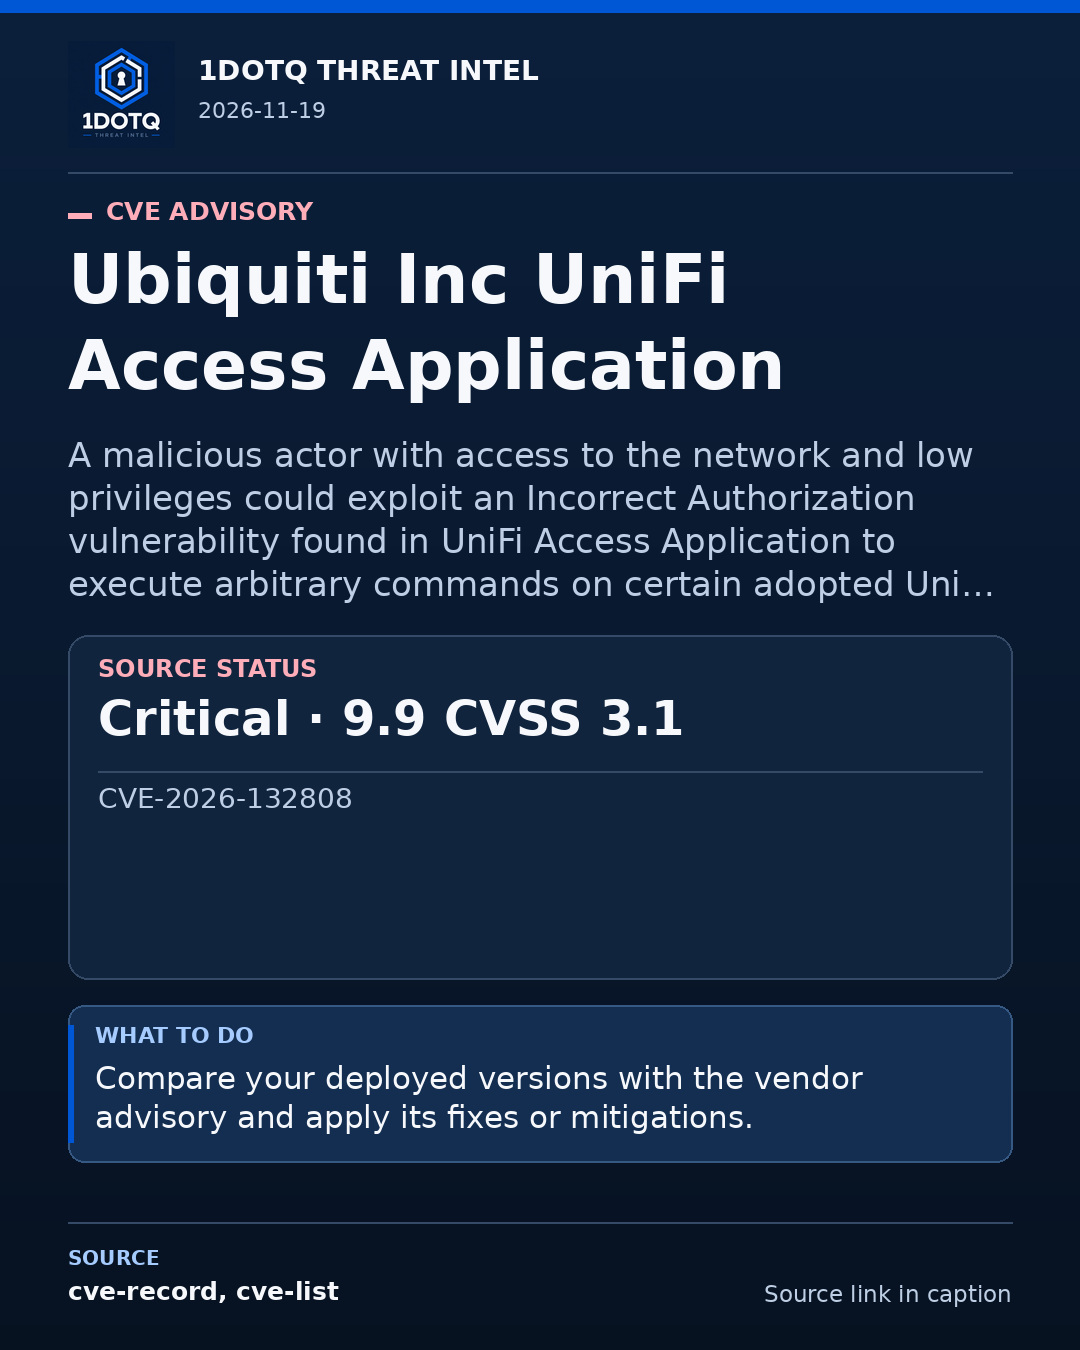 1DOTQ
THREAT INTEL
1DOTQ THREAT INTEL
2026-11-19
CVE ADVISORY
Ubiquiti Inc UniFi
Access Application
A malicious actor with access to the network and low
privileges could exploit an Incorrect Authorization
vulnerability found in UniFi Access Application to
execute arbitrary commands on certain adopted Uni…
SOURCE STATUS
Critical · 9.9 CVSS 3.1
CVE-2026-132808
WHAT TO DO
Compare your deployed versions with the vendor
advisory and apply its fixes or mitigations.
SOURCE
cve-record, cve-list
Source link in caption